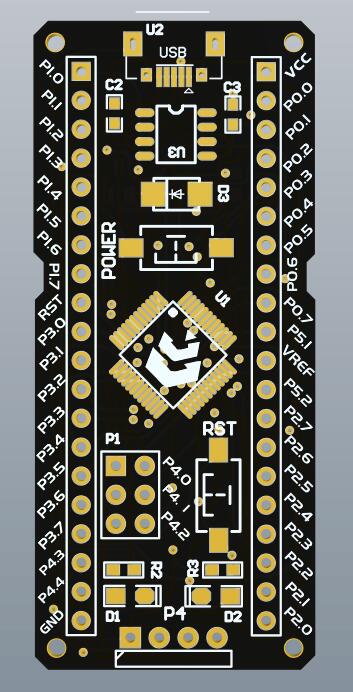 U2
USB
P1.0
VCC
C2
C3
P1.1
P0.0
P1.2
P0.1
U3
P1.3
P0.2
P1.4
P0.3
D3
P1.5
P0.4
P1.6
P0.5
POWER
P1.7
P0.6
U1
RST
P0.7
P3.0
P5.1
P3.1
VREF
P3.2
P5.2
P3.3
P2.7
RST
P3.4
P1
P2.6
P3.5
P4.0
P2.5
P3.6
P4.1
P2.4
P3.7
P4.2
P2.3
P4.3
R2
R3
P2.2
P4.4
P2.1
D1
P4
D2
GND
P2.0